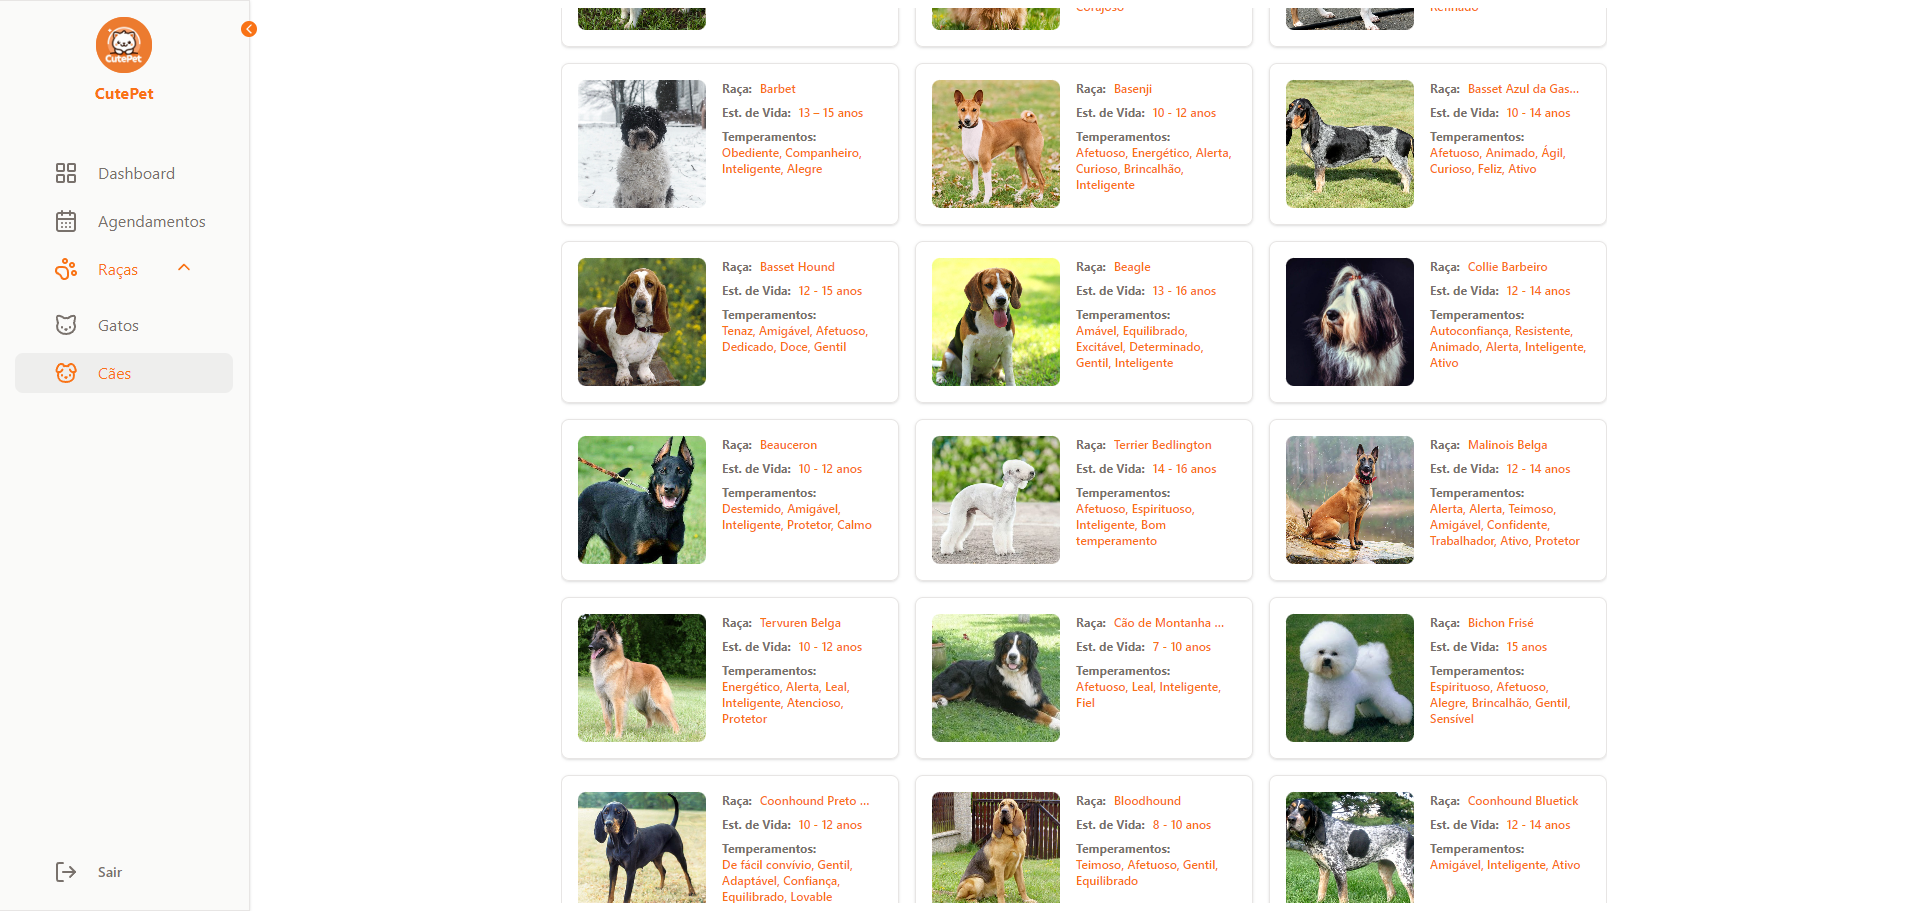 CutePet
CutePet
Dashboard
Agendamentos
Raças
Gatos
Cães
Sair
Corajoso
Refinado
Raça: Barbet
Est. de Vida: 13 – 15 anos
Temperamentos:
Obediente, Companheiro,
Inteligente, Alegre
Raça: Basenji
Est. de Vida: 10 - 12 anos
Temperamentos:
Afetuoso, Energético, Alerta,
Curioso, Brincalhão,
Inteligente
Raça: Basset Azul da Gas...
Est. de Vida: 10 - 14 anos
Temperamentos:
Afetuoso, Animado, Ágil,
Curioso, Feliz, Ativo
Raça: Basset Hound
Est. de Vida: 12 - 15 anos
Temperamentos:
Tenaz, Amigável, Afetuoso,
Dedicado, Doce, Gentil
Raça: Beagle
Est. de Vida: 13 - 16 anos
Temperamentos:
Amável, Equilibrado,
Excitável, Determinado,
Gentil, Inteligente
Raça: Collie Barbeiro
Est. de Vida: 12 - 14 anos
Temperamentos:
Autoconfiança, Resistente,
Animado, Alerta, Inteligente,
Ativo
Raça: Beauceron
Est. de Vida: 10 - 12 anos
Temperamentos:
Destemido, Amigável,
Inteligente, Protetor, Calmo
Raça: Terrier Bedlington
Est. de Vida: 14 - 16 anos
Temperamentos:
Afetuoso, Espirituoso,
Inteligente, Bom
temperamento
Raça: Malinois Belga
Est. de Vida: 12 - 14 anos
Temperamentos:
Alerta, Alerta, Teimoso,
Amigável, Confidente,
Trabalhador, Ativo, Protetor
Raça: Tervuren Belga
Est. de Vida: 10 - 12 anos
Temperamentos:
Energético, Alerta, Leal,
Inteligente, Atencioso,
Protetor
Raça: Cão de Montanha ...
Est. de Vida: 7 - 10 anos
Temperamentos:
Afetuoso, Leal, Inteligente,
Fiel
Raça: Bichon Frisé
Est. de Vida: 15 anos
Temperamentos:
Espirituoso, Afetuoso,
Alegre, Brincalhão, Gentil,
Sensível
Raça: Coonhound Preto ...
Est. de Vida: 10 - 12 anos
Temperamentos:
De fácil convívio, Gentil,
Adaptável, Confiança,
Equilibrado, Lovable
Raça: Bloodhound
Est. de Vida: 8 - 10 anos
Temperamentos:
Teimoso, Afetuoso, Gentil,
Equilibrado
Raça: Coonhound Bluetick
Est. de Vida: 12 - 14 anos
Temperamentos:
Amigável, Inteligente, Ativo